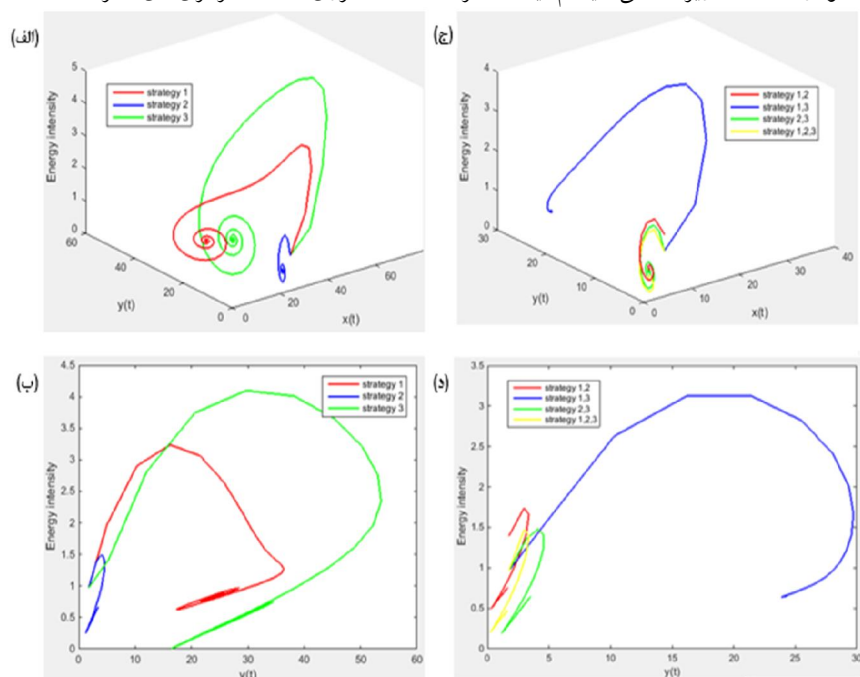 (الف)
Energy intensity
5
4
3
2
1
0
60
40
20
0
y(t)
0
20
40
60
x(t)
strategy 1
strategy 2
strategy 3
(ج)
Energy intensity
4
3
2
1
0
30
20
10
0
y(t)
0
10
20
30
40
x(t)
strategy 1,2
strategy 1,3
strategy 2,3
strategy 1,2,3
(ب)
Energy intensity
4.5
4
3.5
3
2.5
2
1.5
1
0.5
0
0
10
20
30
40
50
60
y(t)
strategy 1
strategy 2
strategy 3
(د)
Energy intensity
3.5
3
2.5
2
1.5
1
0.5
0
0
5
10
15
20
25
30
y(t)
strategy 1,2
strategy 1,3
strategy 2,3
strategy 1,2,3